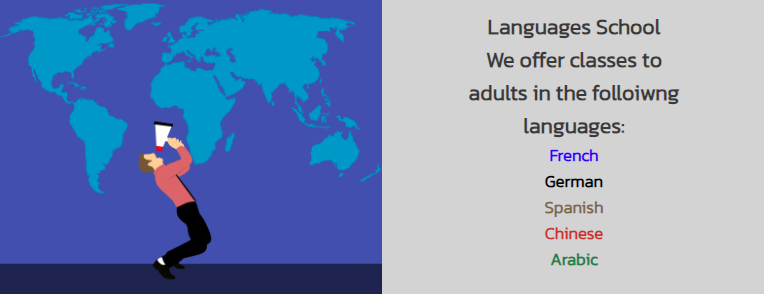 Languages School
We offer classes to
adults in the folloiwng
languages:
French
German
Spanish
Chinese
Arabic